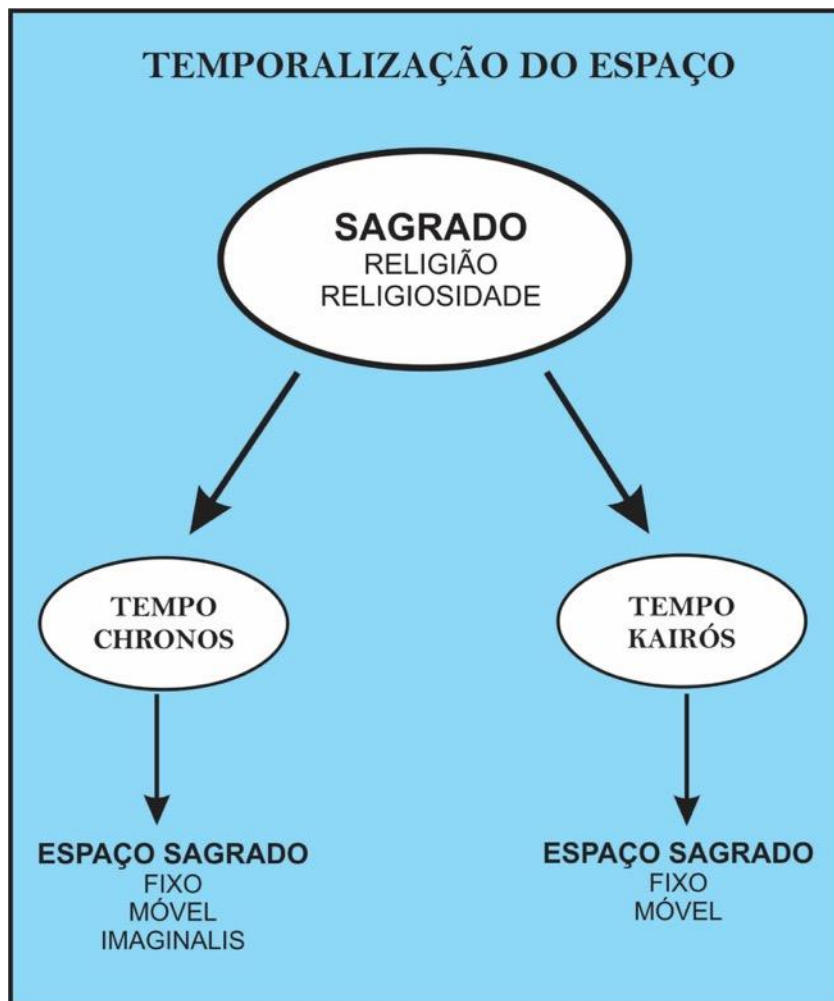 TEMPORALIZAÇÃO DO ESPAÇO
SAGRADO
RELIGIÃO
RELIGIOSIDADE
TEMPO
CHRONOS
TEMPO
KAIRÓS
ESPAÇO SAGRADO
FIXO
MÓVEL
IMAGINALIS
ESPAÇO SAGRADO
FIXO
MÓVEL